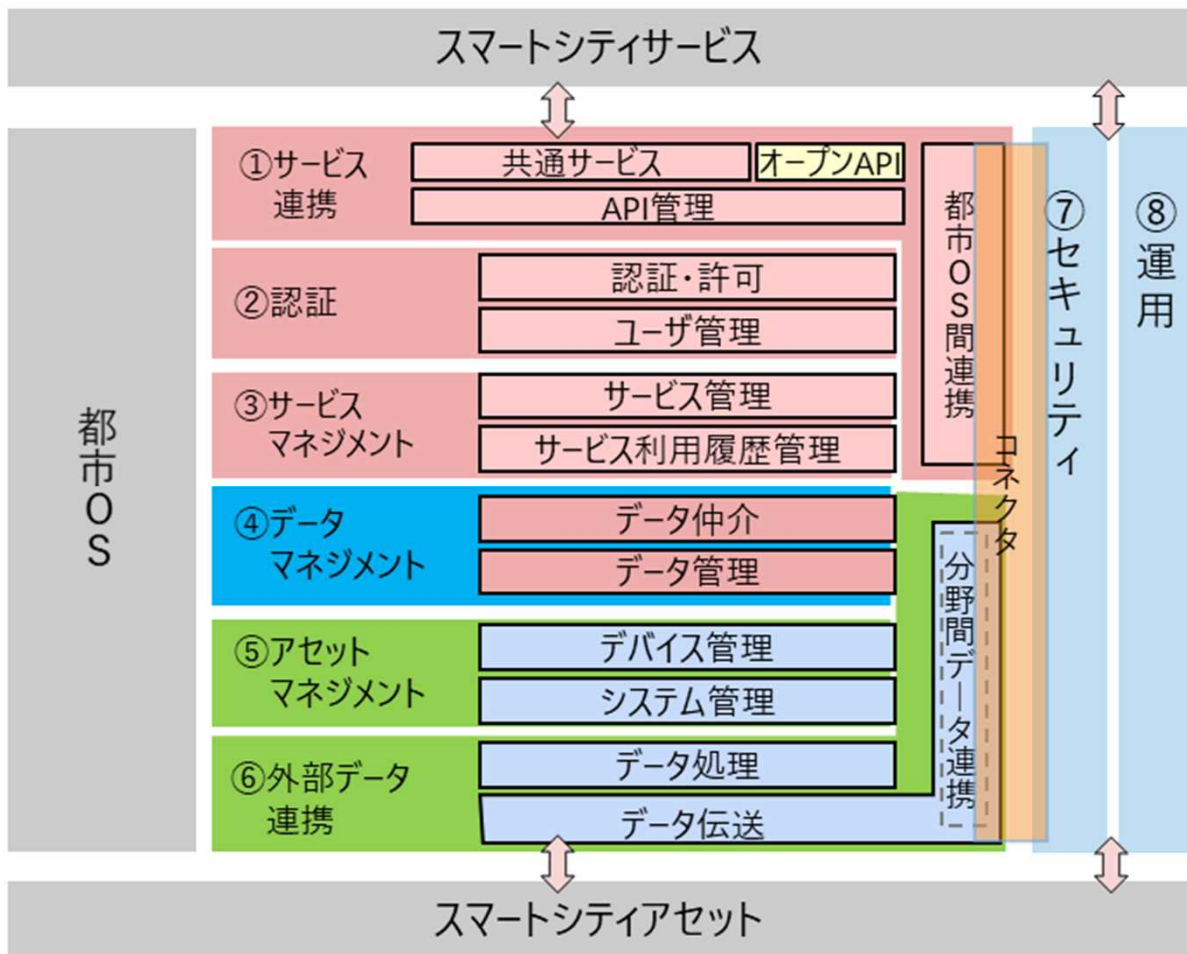 スマートシティサービス
都市OS
①サービス
連携
共通サービス
オープンAPI
API管理
②認証
認証・許可
ユーザ管理
③サービス
マネジメント
サービス管理
サービス利用履歴管理
④データ
マネジメント
データ仲介
データ管理
⑤アセット
マネジメント
デバイス管理
システム管理
⑥外部データ
連携
データ処理
データ伝送
都市OS間連携
分野間データ連携
コネクタ
⑦セキュリティ
⑧運用
スマートシティアセット